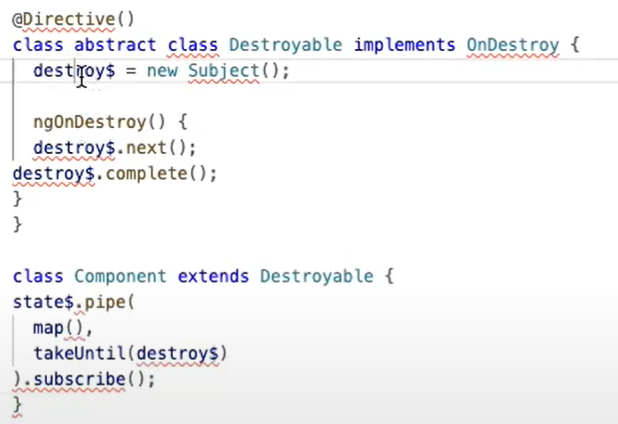 @Directive()
class abstract class Destroyable implements OnDestroy {
destroy$ = new Subject();
ngOnDestroy() {
destroy$.next();
destroy$.complete();
}
}
class Component extends Destroyable {
state$.pipe(
map(),
takeUntil(destroy$)
).subscribe();
}